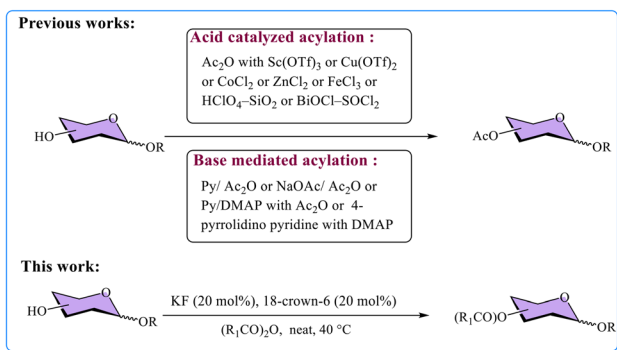 Previous works:
Acid catalyzed acylation :
Ac₂O with Sc(OTf)₃ or Cu(OTf)₂
or CoCl₂ or ZnCl₂ or FeCl₃ or
HClO₄–SiO₂ or BiOCl–SOCl₂
O
HO
OR
O
AcO
OR
Base mediated acylation :
Py/ Ac₂O or NaOAc/ Ac₂O or
Py/DMAP with Ac₂O or 4-
pyrrolidino pyridine with DMAP
This work:
O
HO
OR
KF (20 mol%), 18-crown-6 (20 mol%)
(R₁CO)₂O, neat, 40 °C
O
(R₁CO)O
OR